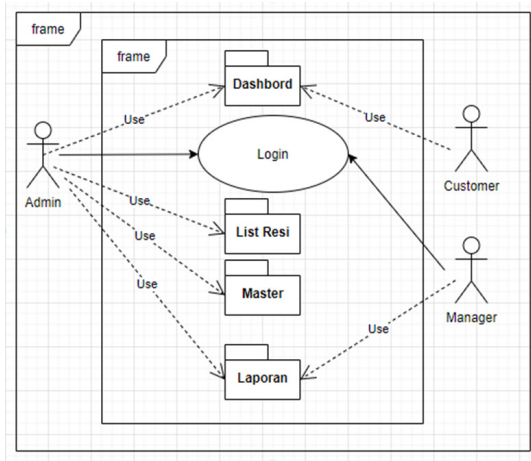 frame
frame
Dashbord
Use
Use
Login
Admin
Customer
Use
List Resi
Use
Master
Use
Manager
Use
Laporan